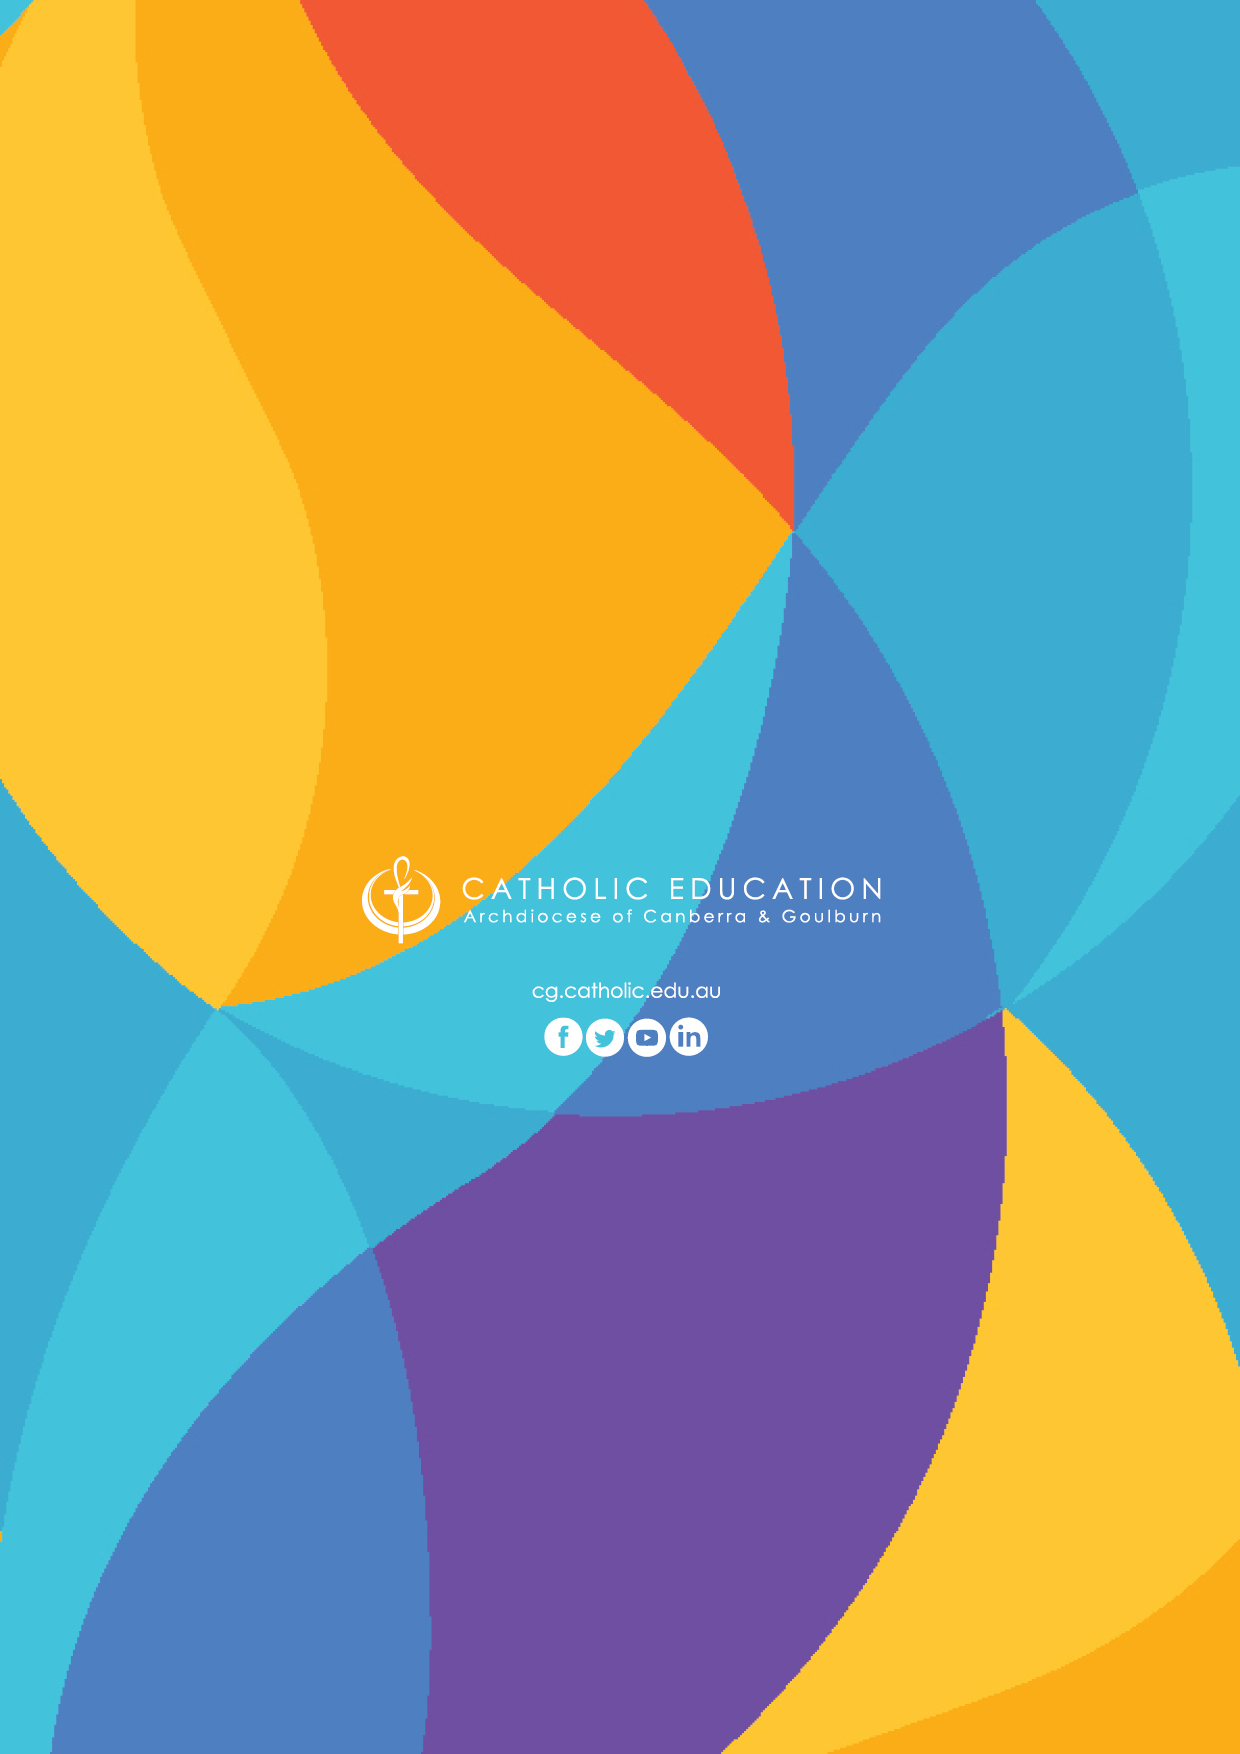 CATHOLIC EDUCATION
Archdiocese of Canberra & Goulburn
cg.catholic.edu.au